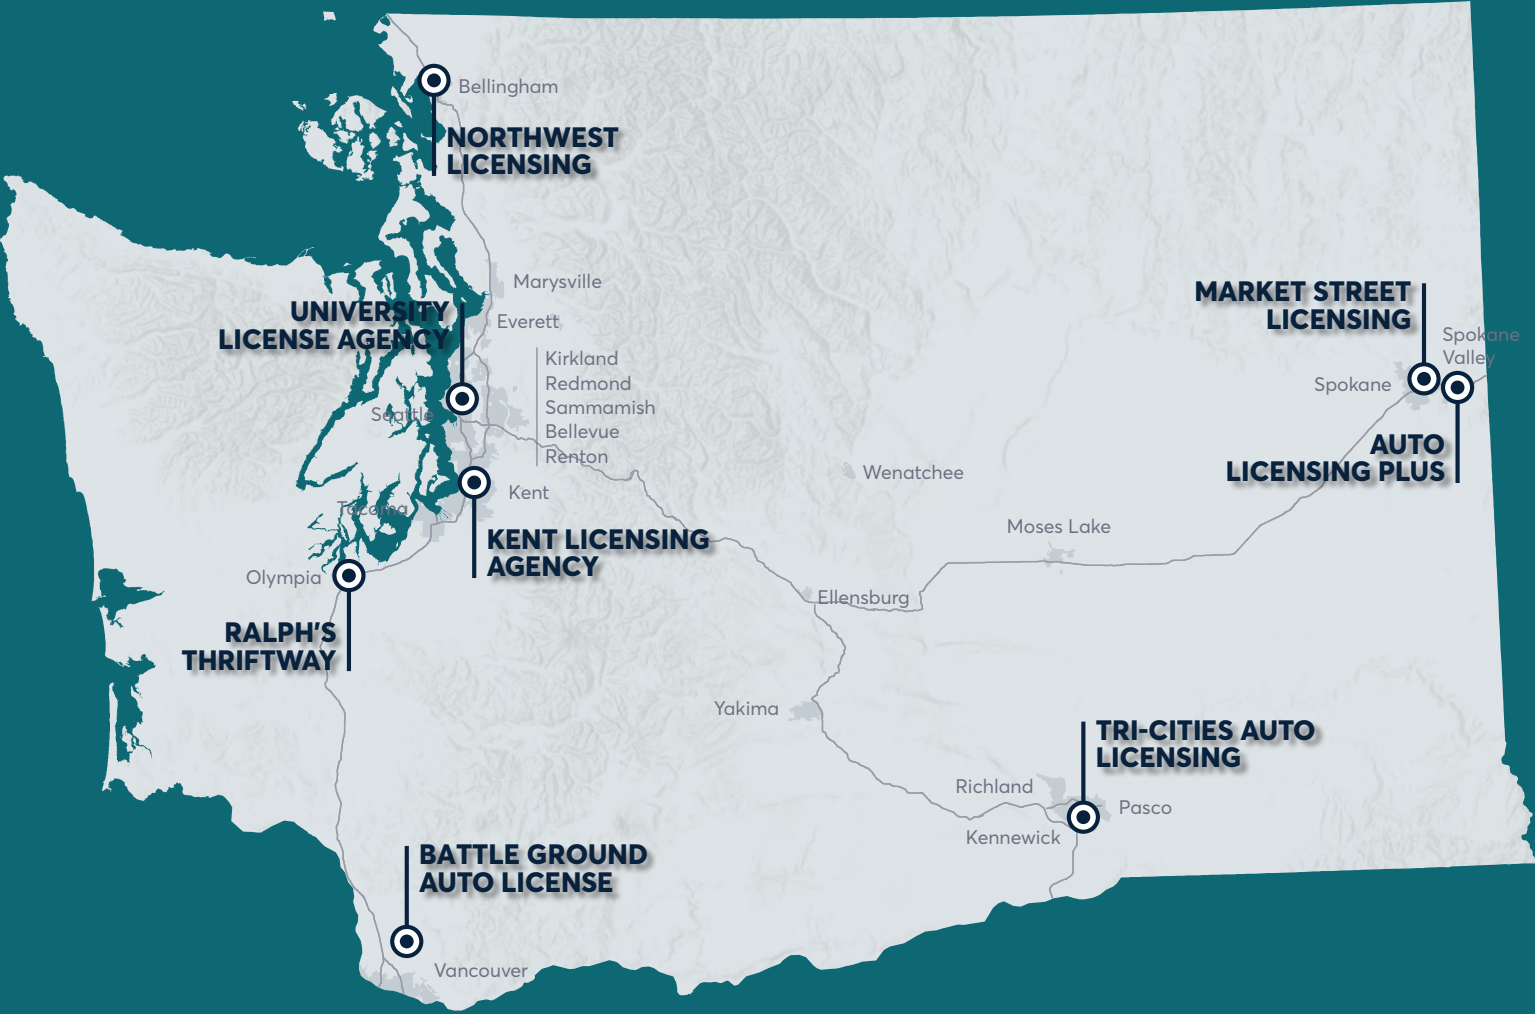 Bellingham
NORTHWEST
LICENSING
Marysville
UNIVERSITY
LICENSE AGENCY
Everett
Kirkland
Redmond
Sammamish
Bellevue
Renton
Seattle
MARKET STREET
LICENSING
Spokane
Valley
Spokane
AUTO
LICENSING PLUS
Wenatchee
Kent
Tacoma
KENT LICENSING
AGENCY
Moses Lake
Olympia
Ellensburg
RALPH'S
THRIFTWAY
Yakima
TRI-CITIES AUTO
LICENSING
Richland
Pasco
Kennewick
BATTLE GROUND
AUTO LICENSE
Vancouver